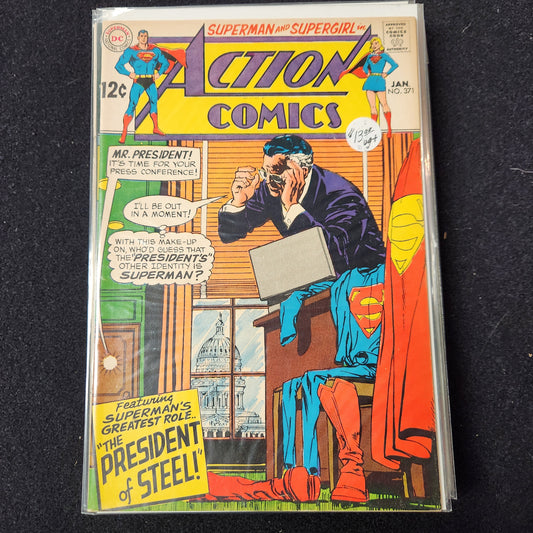 SUPERMAN AND SUPERGIRL in
DC
APPROVED
BY THE
COMICS
CODE
AUTHORITY
ACTION
COMICS
12¢
JAN.
NO. 371
MR. PRESIDENT!
IT'S TIME FOR YOUR
PRESS CONFERENCE!
I'LL BE OUT
IN A MOMENT!
WITH THIS MAKE-UP
ON, WHO'D GUESS THAT
THE "PRESIDENT'S"
OTHER IDENTITY IS
SUPERMAN?
Featuring
SUPERMAN'S
GREATEST ROLE..
"THE
PRESIDENT
of STEEL!"